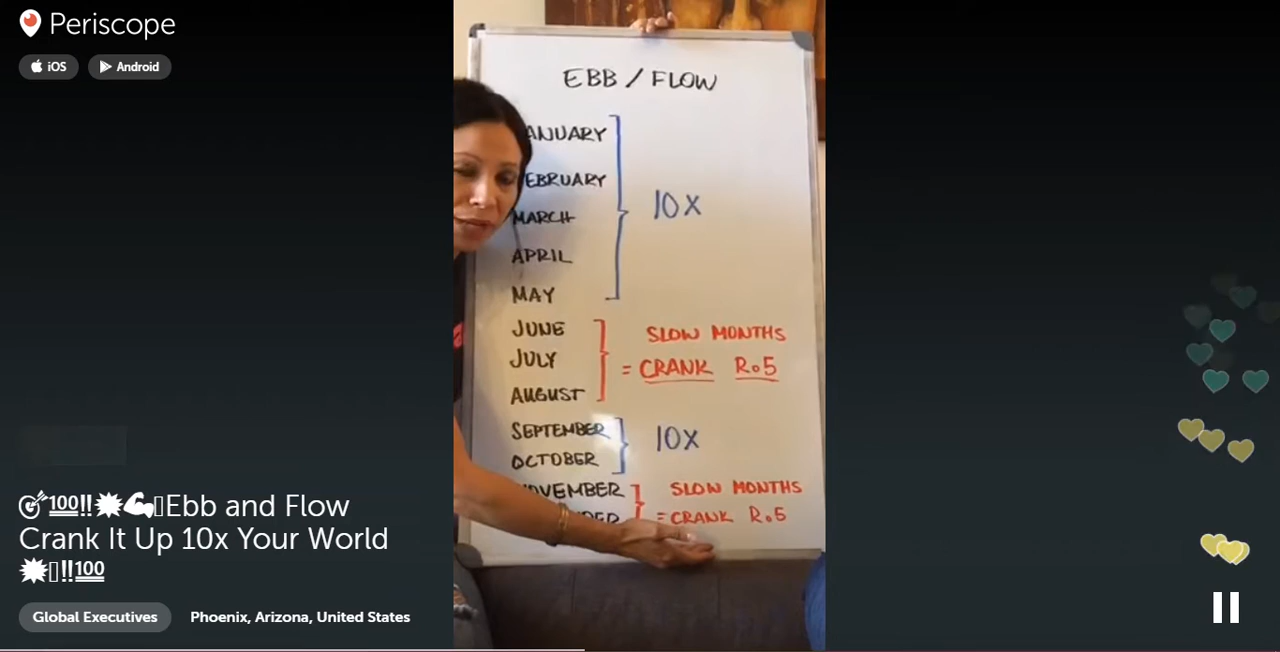 Periscope
iOS
Android
EBB / FLOW
ANUARY
EBRUARY
MARCH
APRIL
MAY
10X
JUNE
JULY
AUGUST
SLOW MONTHS
= CRANK R.5
SEPTEMBER
OCTOBER
10X
NOVEMBER
SLOW MONTHS
= CRANK R.5
🎯💯‼💥💪Ebb and Flow
Crank It Up 10x Your World
💥‼💯
Global Executives
Phoenix, Arizona, United States